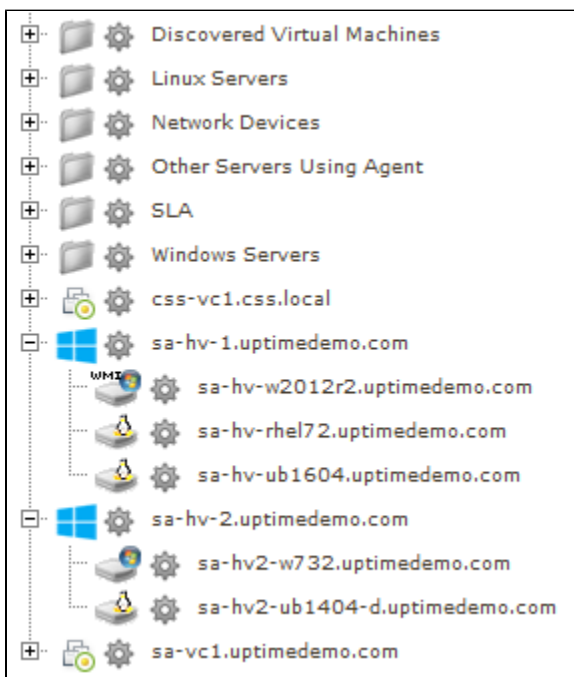 Discovered Virtual Machines
Linux Servers
Network Devices
Other Servers Using Agent
SLA
Windows Servers
css-vc1.css.local
sa-hv-1.uptimedemo.com
WMI sa-hv-w2012r2.uptimedemo.com
sa-hv-rhel72.uptimedemo.com
sa-hv-ub1604.uptimedemo.com
sa-hv-2.uptimedemo.com
sa-hv2-w732.uptimedemo.com
sa-hv2-ub1404-d.uptimedemo.com
sa-vc1.uptimedemo.com